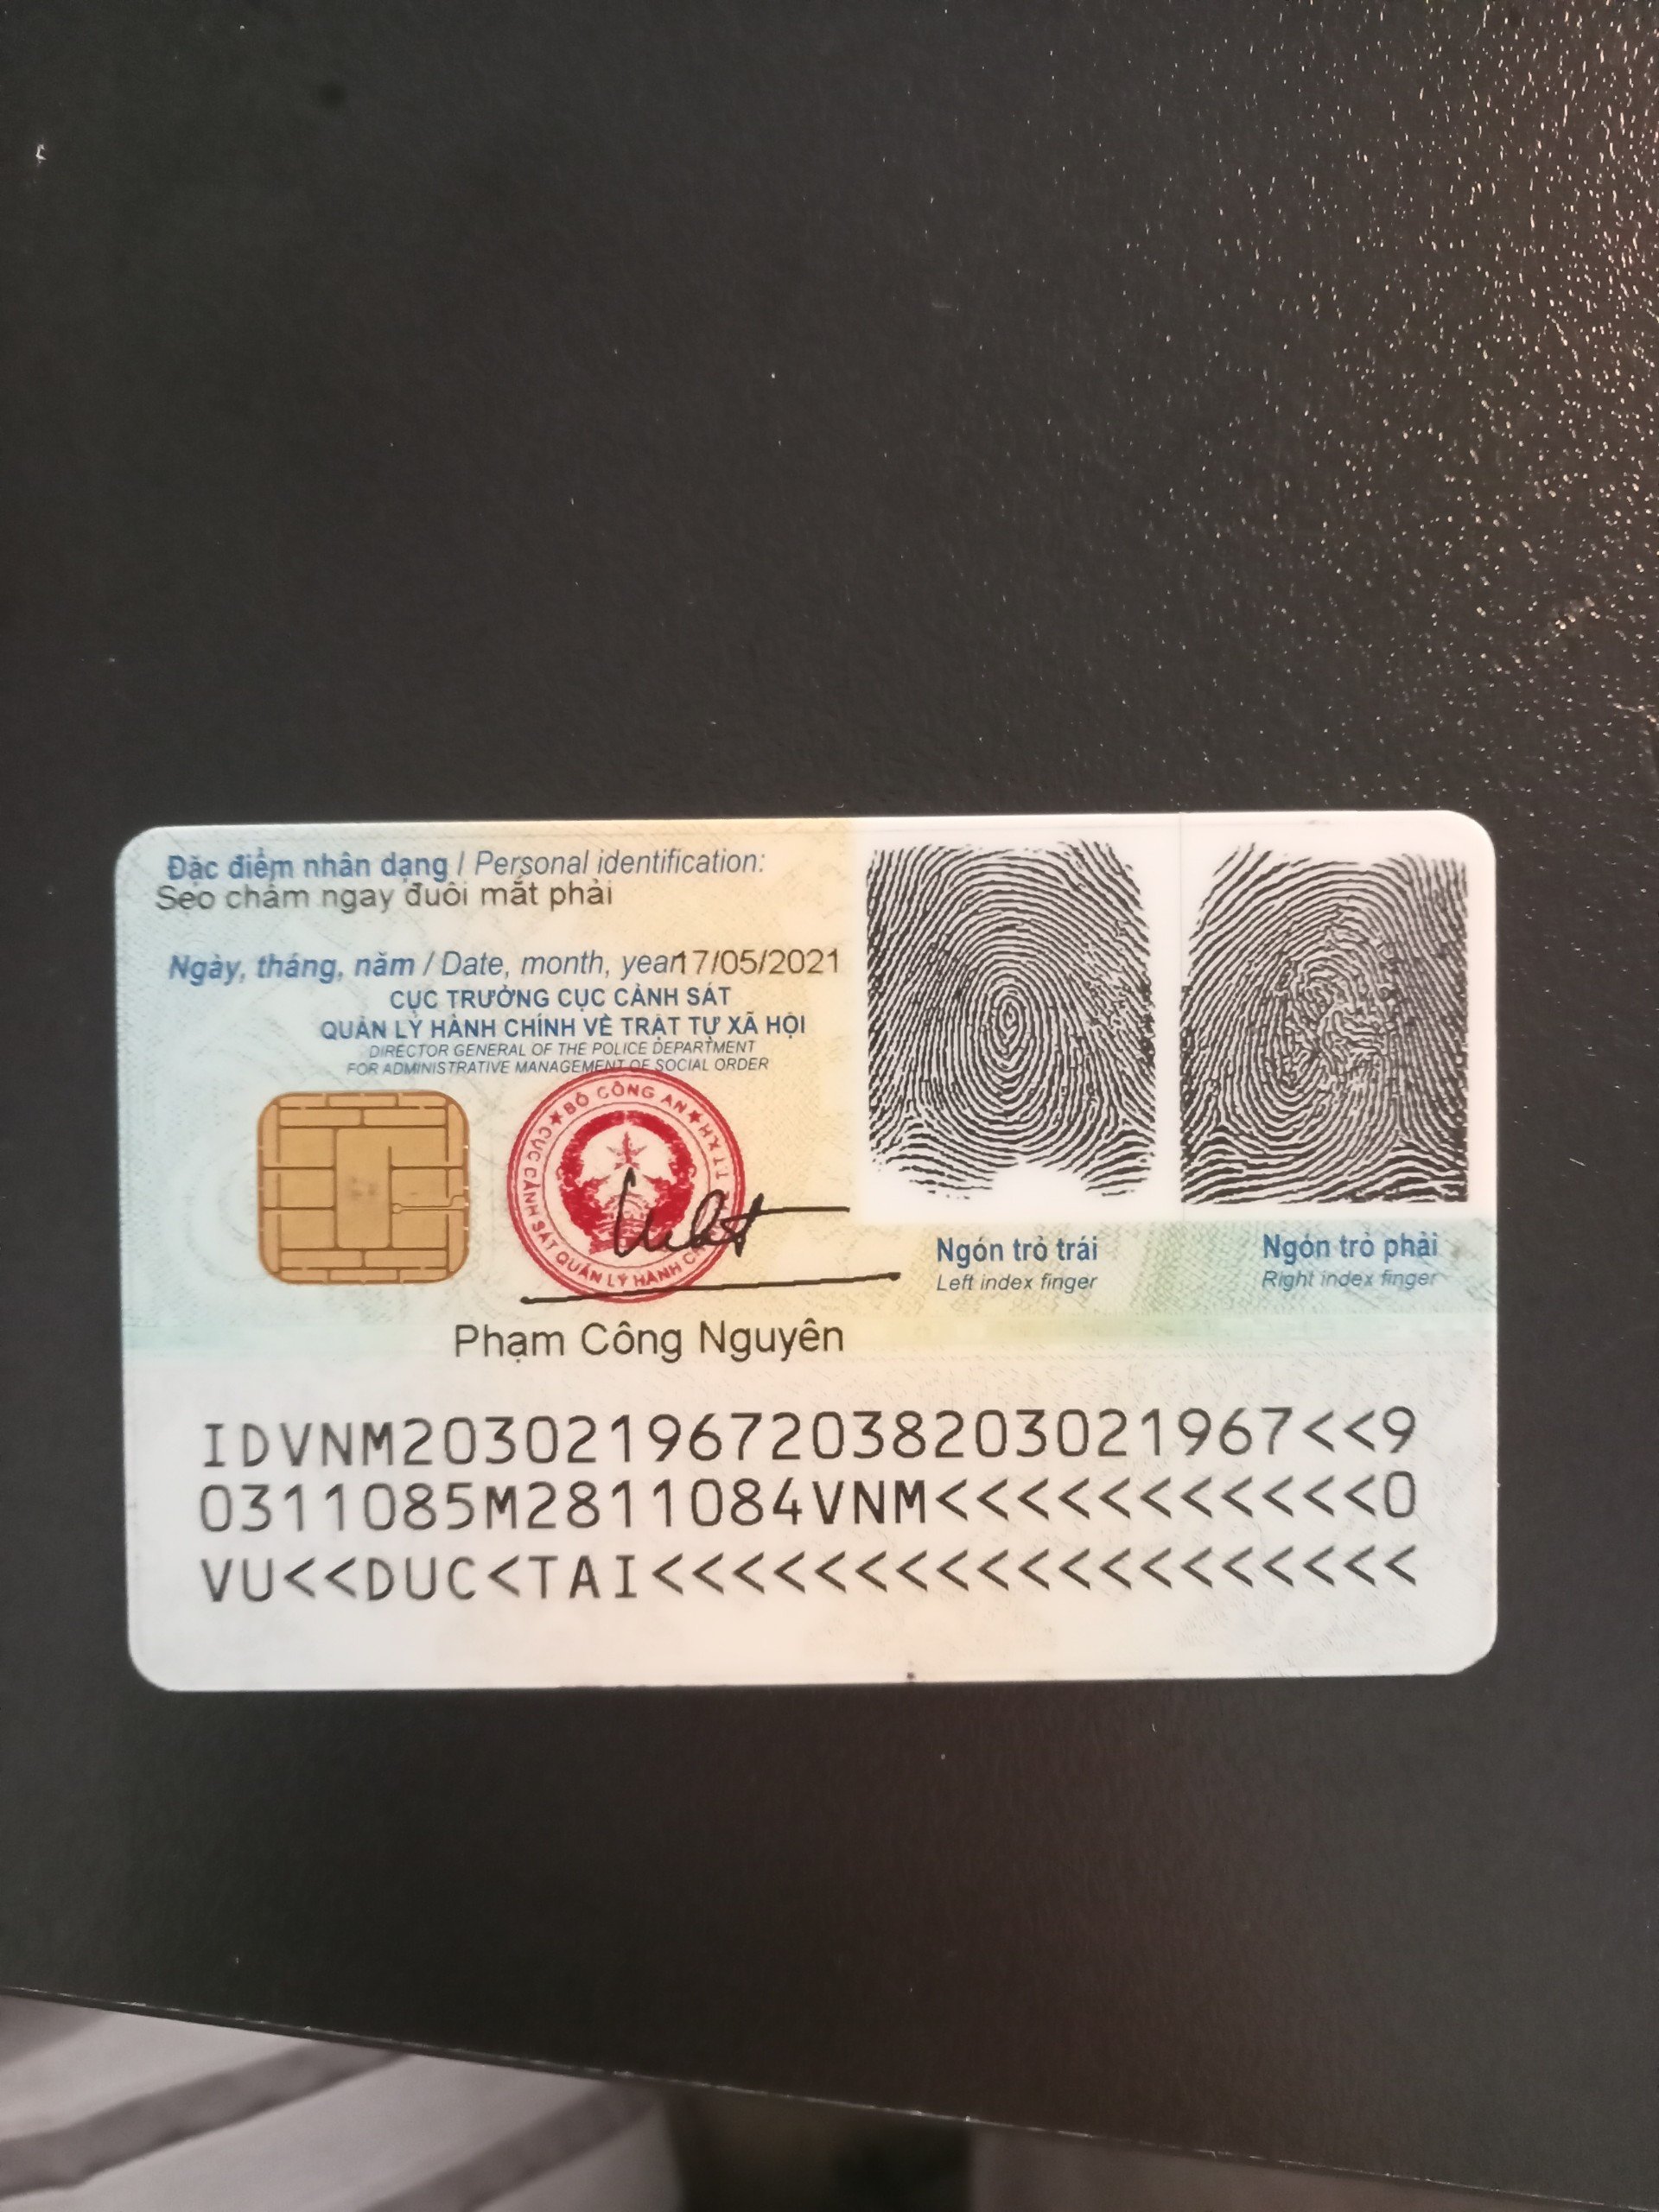 Đặc điểm nhân dạng / Personal identification:
Sẹo chấm ngay đuôi mắt phải
Ngày, tháng, năm / Date, month, year 17/05/2021
CỤC TRƯỞNG CỤC CẢNH SÁT
QUẢN LÝ HÀNH CHÍNH VỀ TRẬT TỰ XÃ HỘI
DIRECTOR GENERAL OF THE POLICE DEPARTMENT
FOR ADMINISTRATIVE MANAGEMENT OF SOCIAL ORDER
★ BỘ CÔNG AN ★
CỤC CẢNH SÁT QUẢN LÝ HÀNH CHÍNH
TTXH
Phạm Công Nguyên
Ngón trỏ trái
Left index finger
Ngón trỏ phải
Right index finger
IDVNM2030219672038203021967<<9
0311085M2811084VNM<<<<<<<<<<<0
VU<<DUC<TAI<<<<<<<<<<<<<<<<<<<